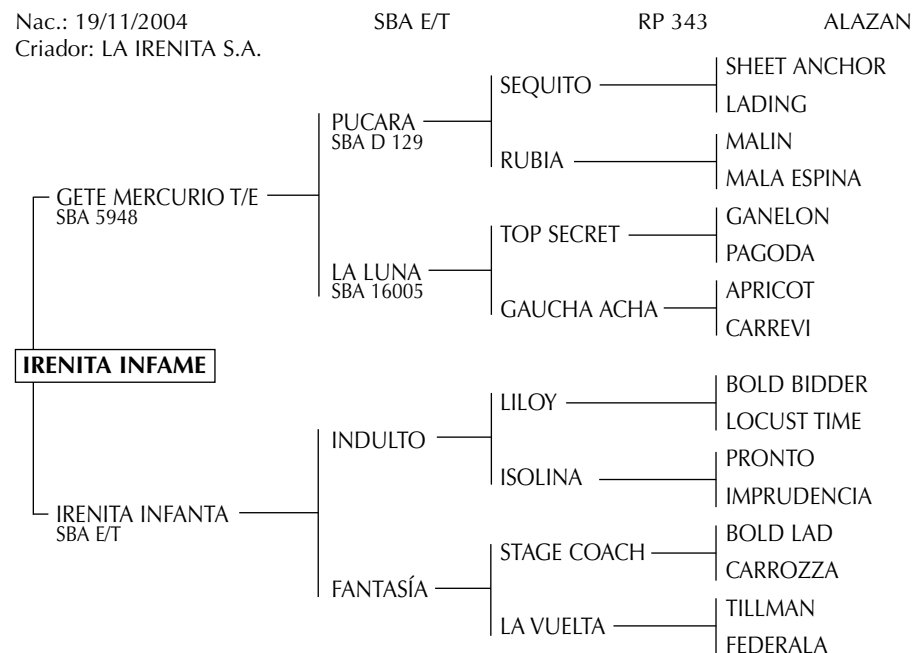 Nac.: 19/11/2004 SBA E/T RP 343 ALAZAN
Criador: LA IRENITA S.A.
SHEET ANCHOR
SEQUITO
LADING
PUCARA
SBA D 129
MALIN
RUBIA
MALA ESPINA
GETE MERCURIO T/E
SBA 5948
GANELON
TOP SECRET
PAGODA
LA LUNA
SBA 16005
APRICOT
GAUCHA ACHA
CARREVI
IRENITA INFAME
BOLD BIDDER
LILOY
LOCUST TIME
INDULTO
PRONTO
ISOLINA
IMPRUDENCIA
IRENITA INFANTA
SBA E/T
BOLD LAD
STAGE COACH
CARROZZA
FANTASÍA
TILLMAN
LA VUELTA
FEDERALA